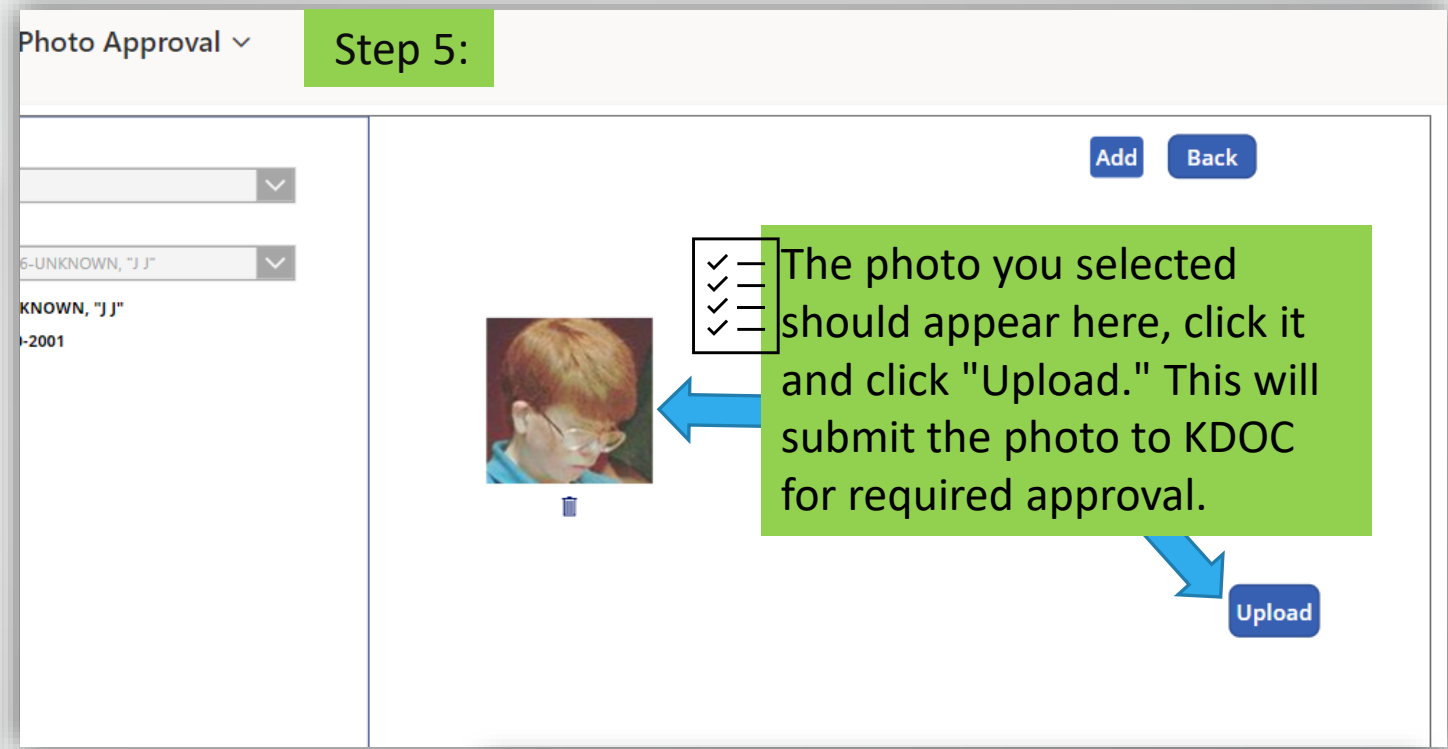 Photo Approval
Step 5:
Add
Back
6-UNKNOWN, "J J"
KNOWN, "J J"
-2001
The photo you selected
should appear here, click it
and click "Upload." This will
submit the photo to KDOC
for required approval.
Upload